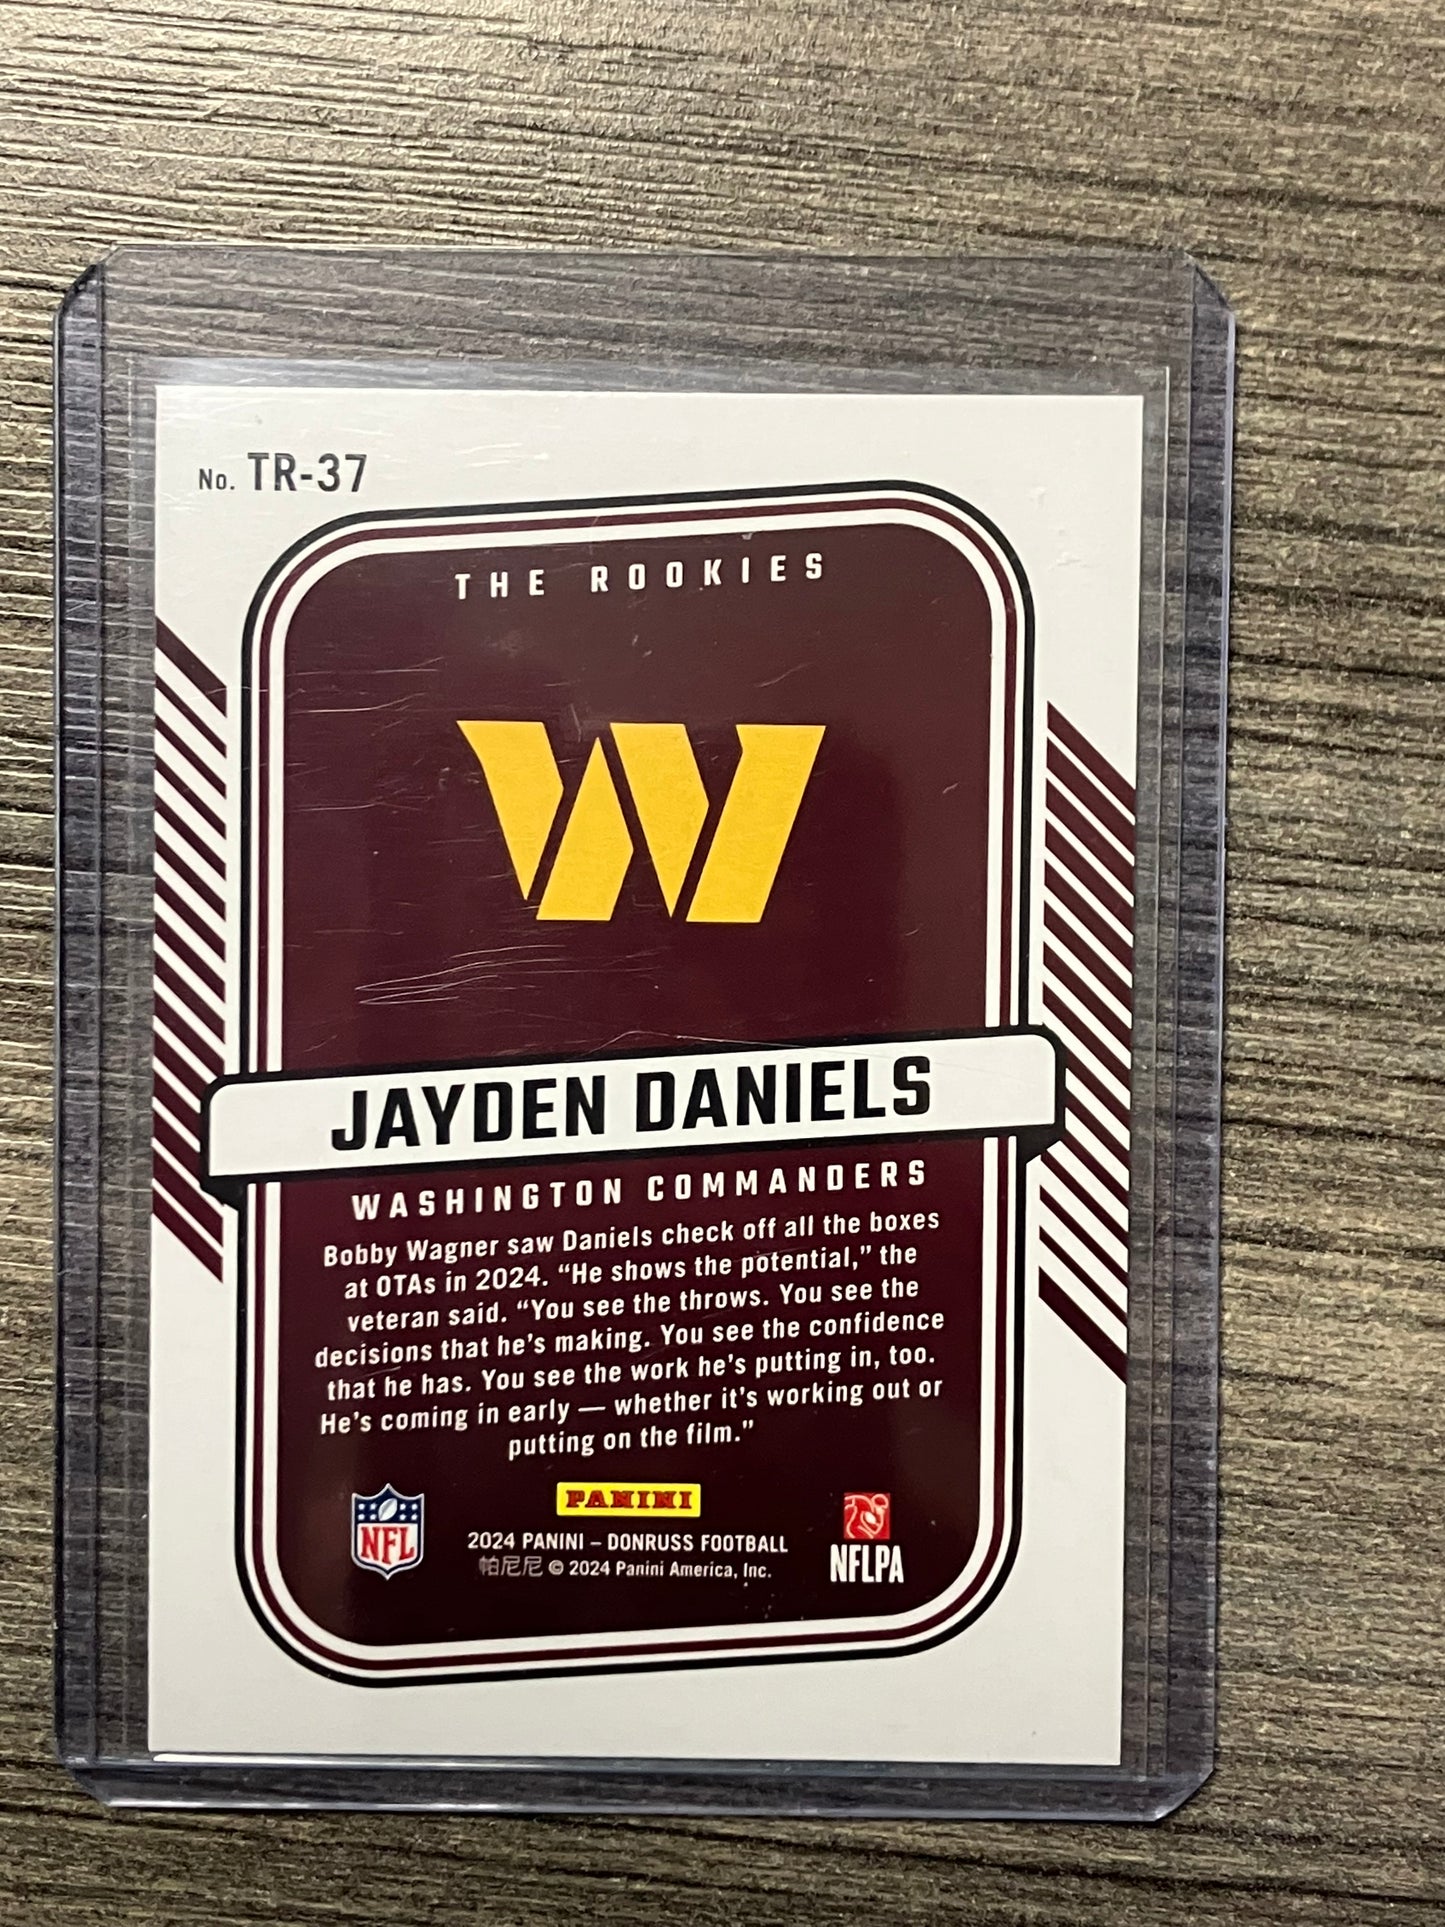 No. TR-37
THE ROOKIES
W
JAYDEN DANIELS
WASHINGTON COMMANDERS
Bobby Wagner saw Daniels check off all the boxes
at OTAs in 2024. “He shows the potential,” the
veteran said. “You see the throws. You see the
decisions that he’s making. You see the confidence
that he has. You see the work he’s putting in, too.
He’s coming in early — whether it’s working out or
putting on the film.”
PANINI
NFL
2024 PANINI – DONRUSS FOOTBALL
帕尼尼 © 2024 Panini America, Inc.
NFLPA